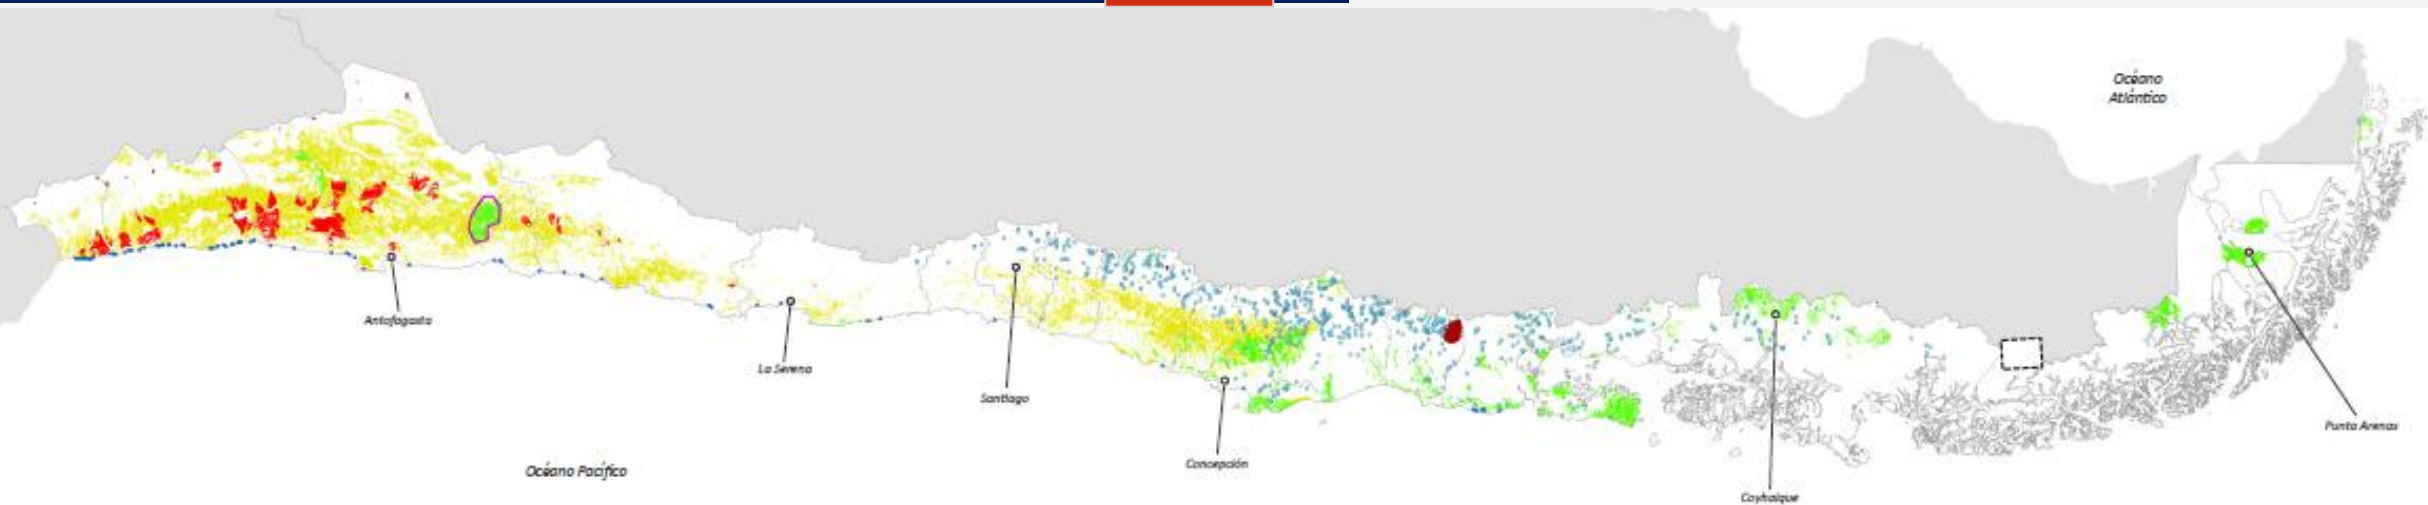 Océano
Atlántico
Antofagasta
La Serena
Santiago
Punta Arenas
Concepción
Océano Pacífico
Coyhaique